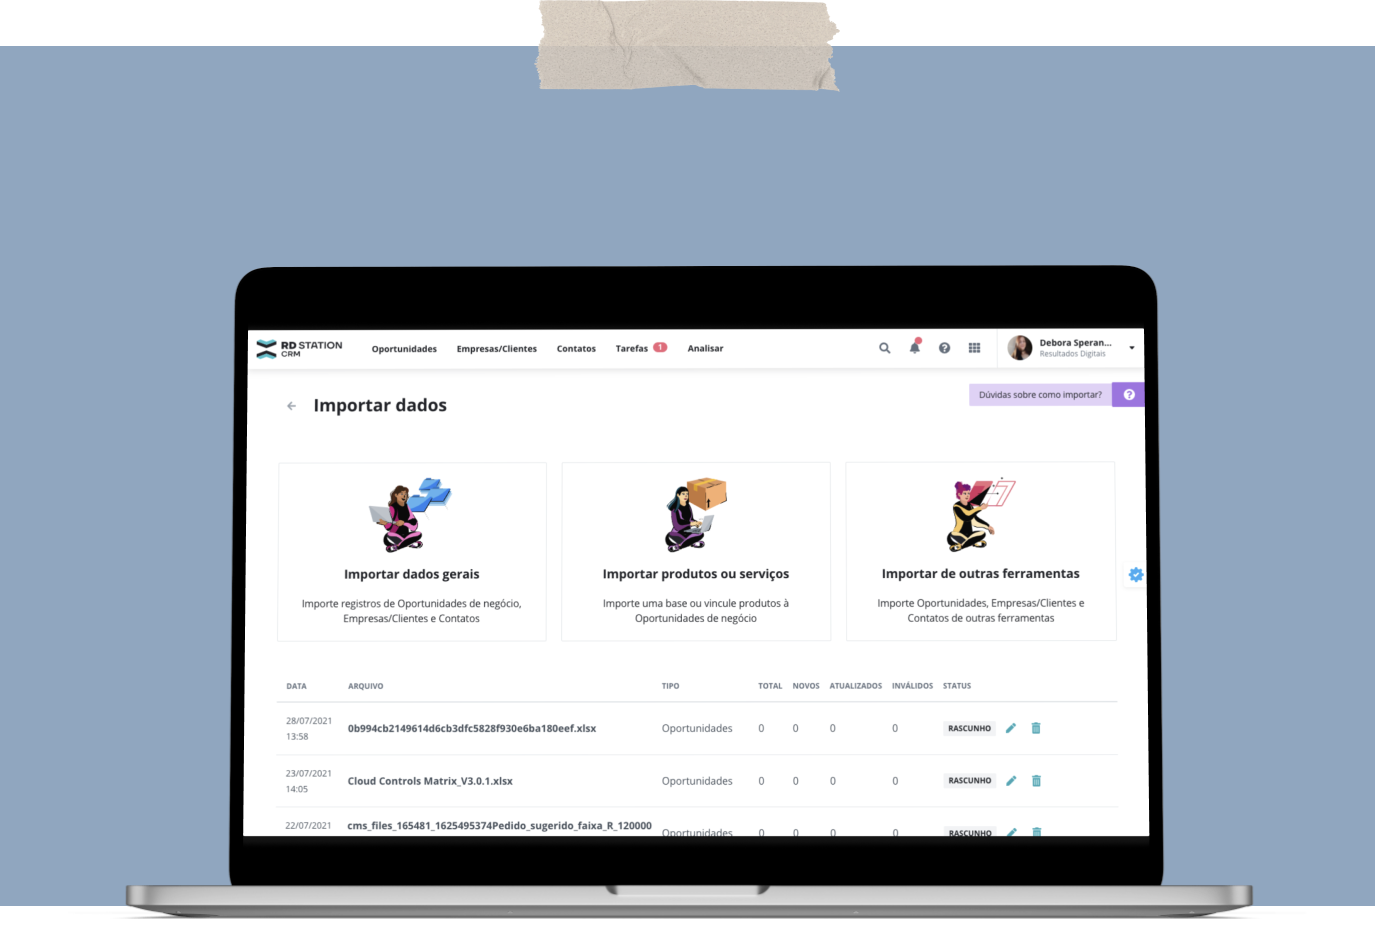 RD STATION
CRM
Oportunidades Empresas/Clientes Contatos Tarefas 1 Analisar
Debora Speran...
Resultados Digitais
Importar dados
Dúvidas sobre como importar?
Importar dados gerais
Importe registros de Oportunidades de negócio,
Empresas/Clientes e Contatos
Importar produtos ou serviços
Importe uma base ou vincule produtos à
Oportunidades de negócio
Importar de outras ferramentas
Importe Oportunidades, Empresas/Clientes e
Contatos de outras ferramentas
DATA ARQUIVO TIPO TOTAL NOVOS ATUALIZADOS INVÁLIDOS STATUS
28/07/2021
13:58
0b994cb2149614d6cb3dfc5828f930e6ba180eef.xlsx Oportunidades 0 0 0 0 RASCUNHO
23/07/2021
14:05
Cloud Controls Matrix_V3.0.1.xlsx Oportunidades 0 0 0 0 RASCUNHO
22/07/2021
cms_files_165481_1625495374Pedido_sugerido_faixa_R_120000 Oportunidades 0 0 0 0 RASCUNHO